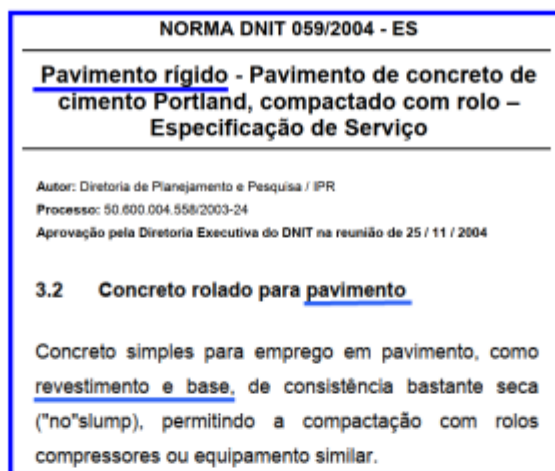 NORMA DNIT 059/2004 - ES
Pavimento rígido - Pavimento de concreto de
cimento Portland, compactado com rolo –
Especificação de Serviço
Autor: Diretoria de Planejamento e Pesquisa / IPR
Processo: 50.600.004.558/2003-24
Aprovação pela Diretoria Executiva do DNIT na reunião de 25 / 11 / 2004
3.2 Concreto rolado para pavimento
Concreto simples para emprego em pavimento, como
revestimento e base, de consistência bastante seca
("no"slump), permitindo a compactação com rolos
compressores ou equipamento similar.